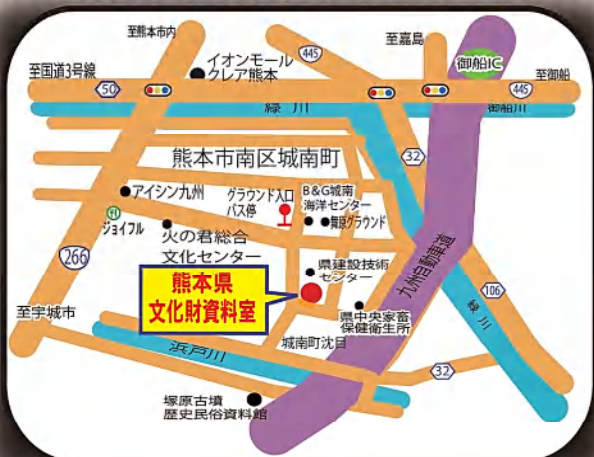 至熊本市内
445
至嘉島
御船IC
イオンモール
クレア熊本
至国道3号線
50
445
至御船
緑 川
御船川
32
熊本市南区城南町
アイシン九州
グラウンド入口
バス停
B&G城南
海洋センター
舞原グラウンド
ジョイフル
火の君総合
文化センター
266
県建設技術
センター
九州自動車道
熊本県
文化財資料室
106
緑川
至宇城市
県中央家畜
保健衛生所
城南町沈目
浜戸川
32
塚原古墳
歴史民俗資料館